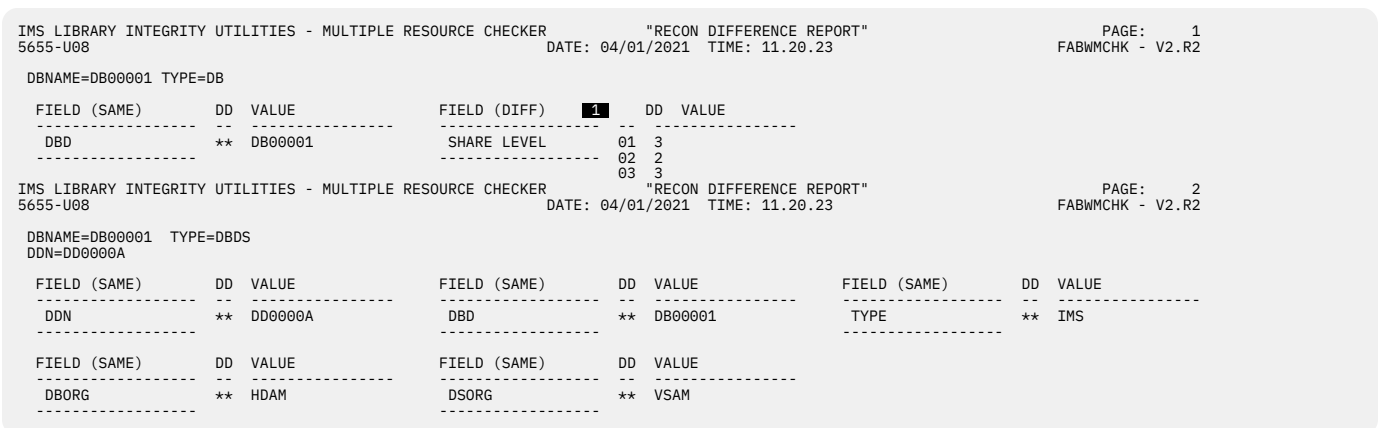 IMS LIBRARY INTEGRITY UTILITIES - MULTIPLE RESOURCE CHECKER "RECON DIFFERENCE REPORT" PAGE: 1
5655-U08 DATE: 04/01/2021 TIME: 11.20.23 FABWMCHK - V2.R2
DBNAME=DB00001 TYPE=DB
FIELD (SAME) DD VALUE FIELD (DIFF) 1 DD VALUE
------------------ -- ---------------- ------------------ -- ----------------
DBD ** DB00001 SHARE LEVEL 01 3
------------------ ------------------ 02 2
03 3
IMS LIBRARY INTEGRITY UTILITIES - MULTIPLE RESOURCE CHECKER "RECON DIFFERENCE REPORT" PAGE: 2
5655-U08 DATE: 04/01/2021 TIME: 11.20.23 FABWMCHK - V2.R2
DBNAME=DB00001 TYPE=DBDS
DDN=DD0000A
FIELD (SAME) DD VALUE FIELD (SAME) DD VALUE FIELD (SAME) DD VALUE
------------------ -- ---------------- ------------------ -- ---------------- ------------------ -- ----------------
DDN ** DD0000A DBD ** DB00001 TYPE ** IMS
------------------ ------------------ ------------------
FIELD (SAME) DD VALUE FIELD (SAME) DD VALUE
------------------ -- ---------------- ------------------ -- ----------------
DBORG ** HDAM DSORG ** VSAM
------------------ ------------------